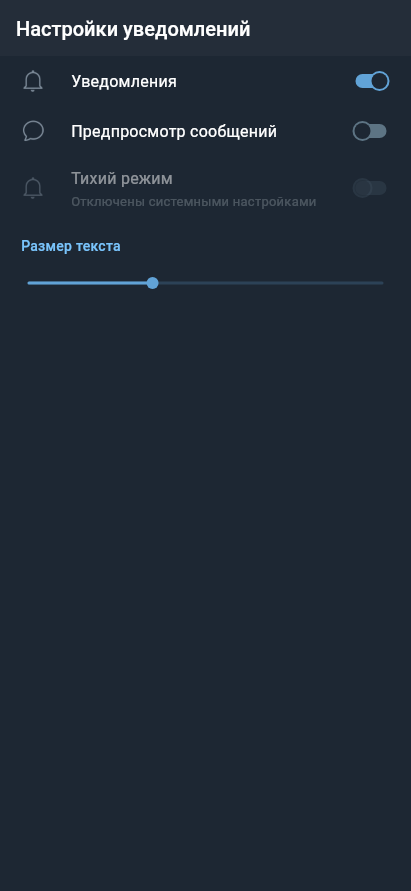 Настройки уведомлений
Уведомления
Предпросмотр сообщений
Тихий режим
Отключены системными настройками
Размер текста